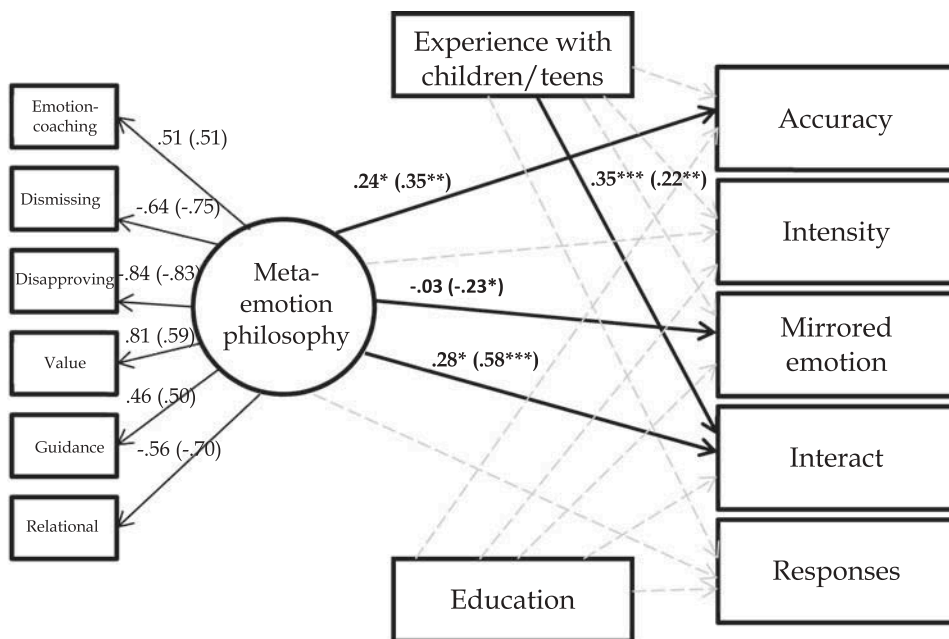 Experience with
children/teens
Emotion-
coaching
Dismissing
Disapproving
Value
Guidance
Relational
.51 (.51)
-.64 (-.75)
-.84 (-.83)
.81 (.59)
.46 (.50)
-.56 (-.70)
Meta-
emotion
philosophy
.24* (.35**)
.35*** (.22**)
-.03 (-.23*)
.28* (.58***)
Education
Accuracy
Intensity
Mirrored
emotion
Interact
Responses